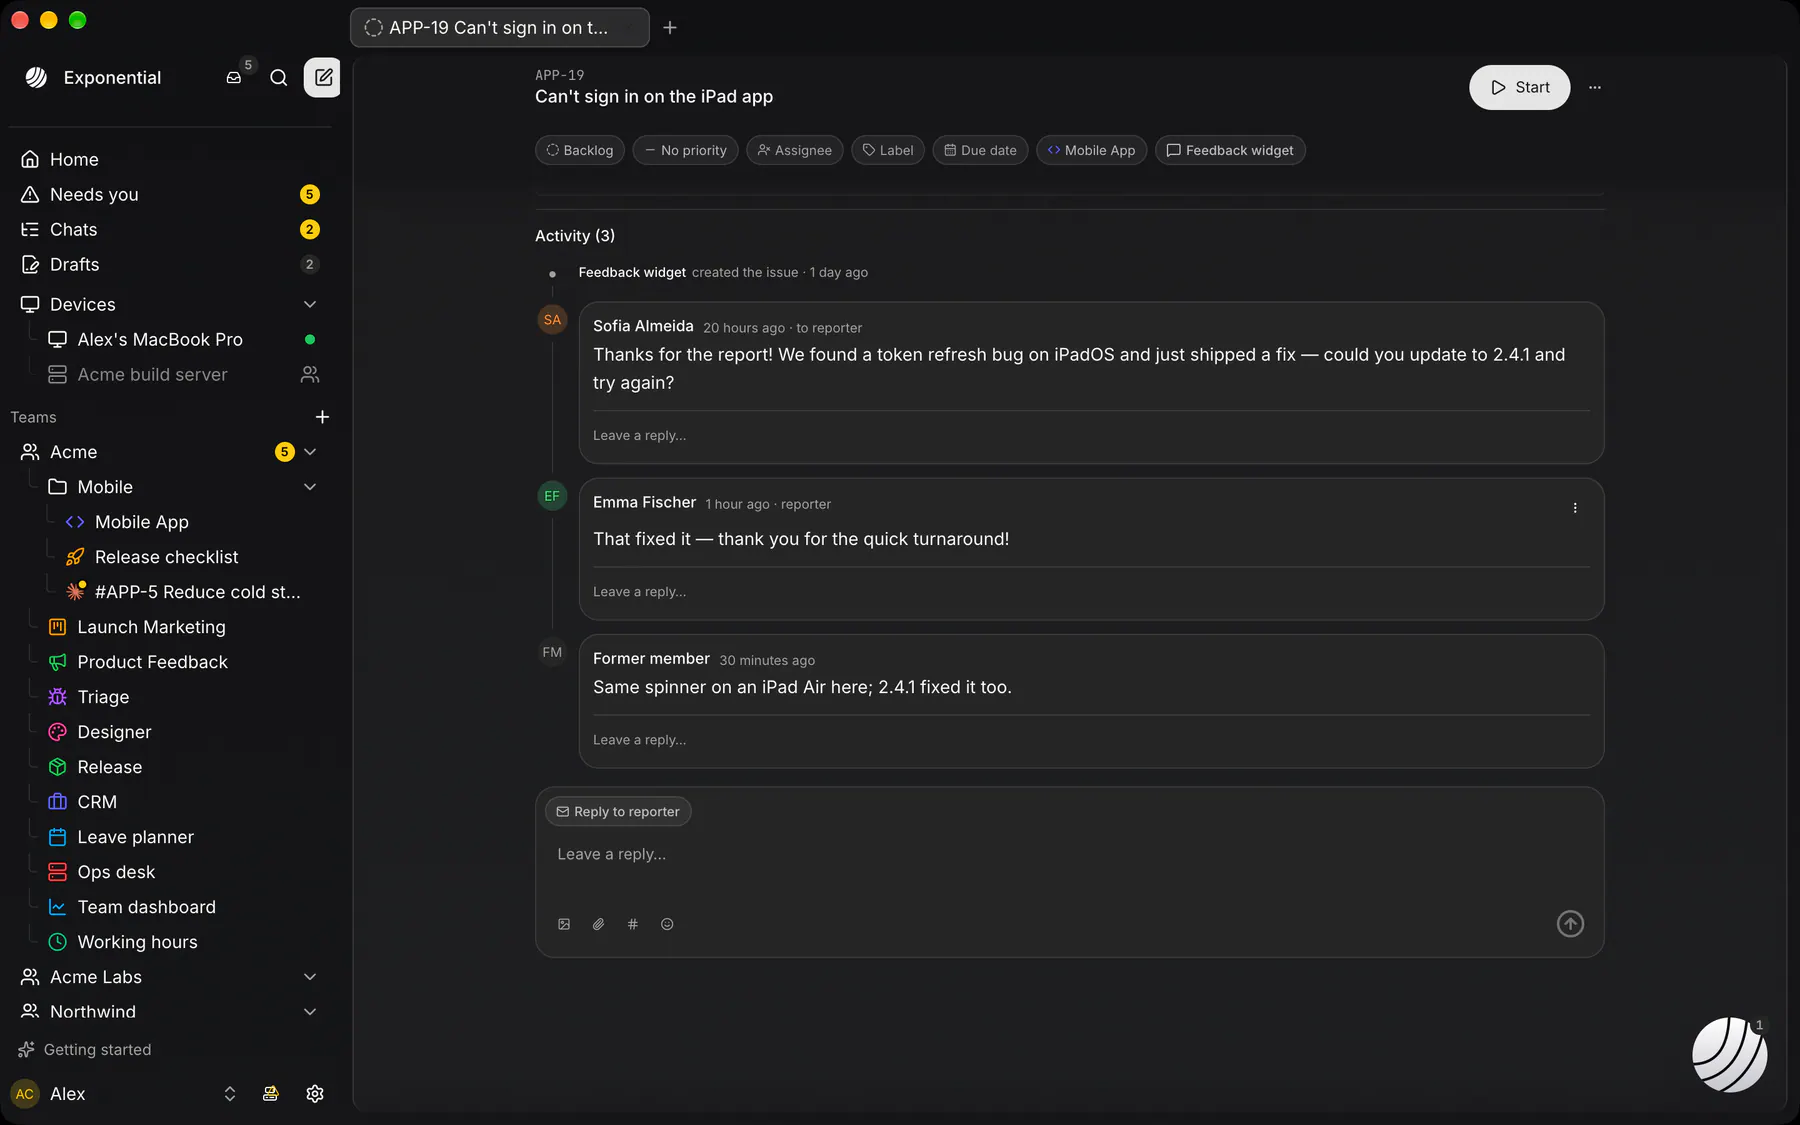 APP-19 Can't sign in on t...
Exponential
5
Home
Needs you
5
Chats
2
Drafts
2
Devices
Alex's MacBook Pro
Acme build server
Teams
Acme
5
Mobile
Mobile App
Release checklist
#APP-5 Reduce cold st...
Launch Marketing
Product Feedback
Triage
Designer
Release
CRM
Leave planner
Ops desk
Team dashboard
Working hours
Acme Labs
Northwind
Getting started
AC
Alex
APP-19
Can't sign in on the iPad app
Start
Backlog
No priority
Assignee
Label
Due date
Mobile App
Feedback widget
Activity (3)
Feedback widget created the issue · 1 day ago
SA
Sofia Almeida 20 hours ago · to reporter
Thanks for the report! We found a token refresh bug on iPadOS and just shipped a fix — could you update to 2.4.1 and
try again?
Leave a reply...
EF
Emma Fischer 1 hour ago · reporter
That fixed it — thank you for the quick turnaround!
Leave a reply...
FM
Former member 30 minutes ago
Same spinner on an iPad Air here; 2.4.1 fixed it too.
Leave a reply...
Reply to reporter
Leave a reply...
1